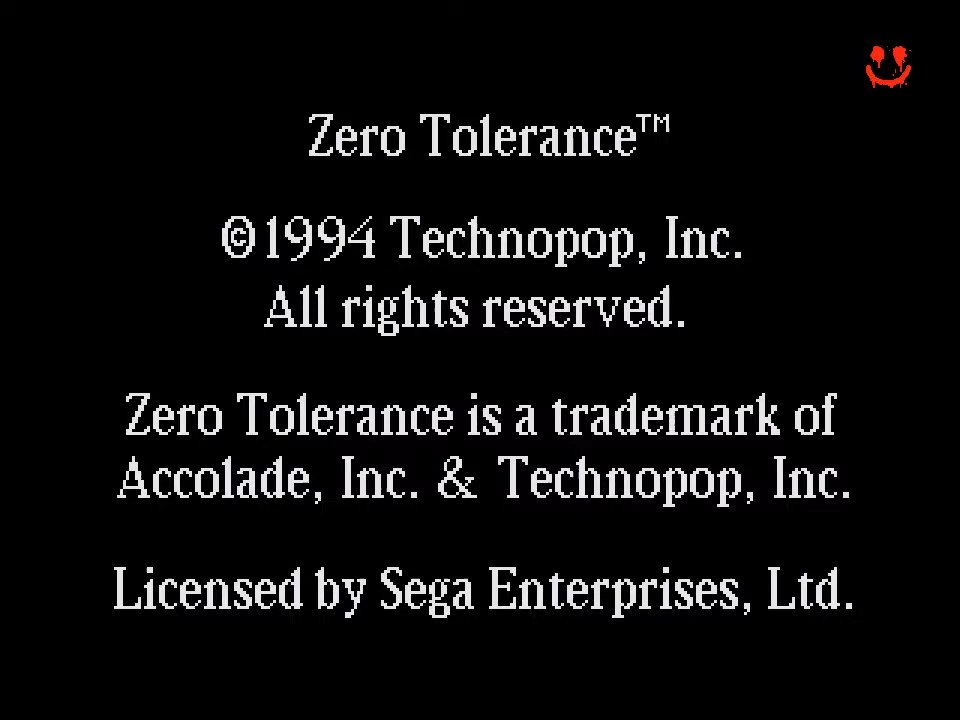 Zero Tolerance™
©1994 Technopop, Inc.
All rights reserved.
Zero Tolerance is a trademark of
Accolade, Inc. & Technopop, Inc.
Licensed by Sega Enterprises, Ltd.